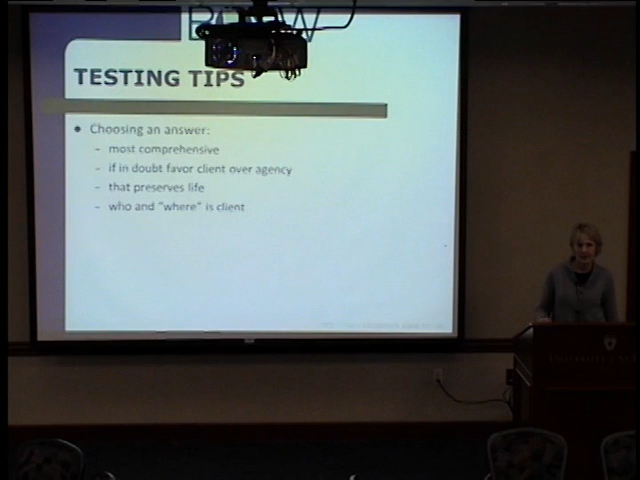 TESTING TIPS
• Choosing an answer:
– most comprehensive
– if in doubt favor client over agency
– that preserves life
– who and “where” is client